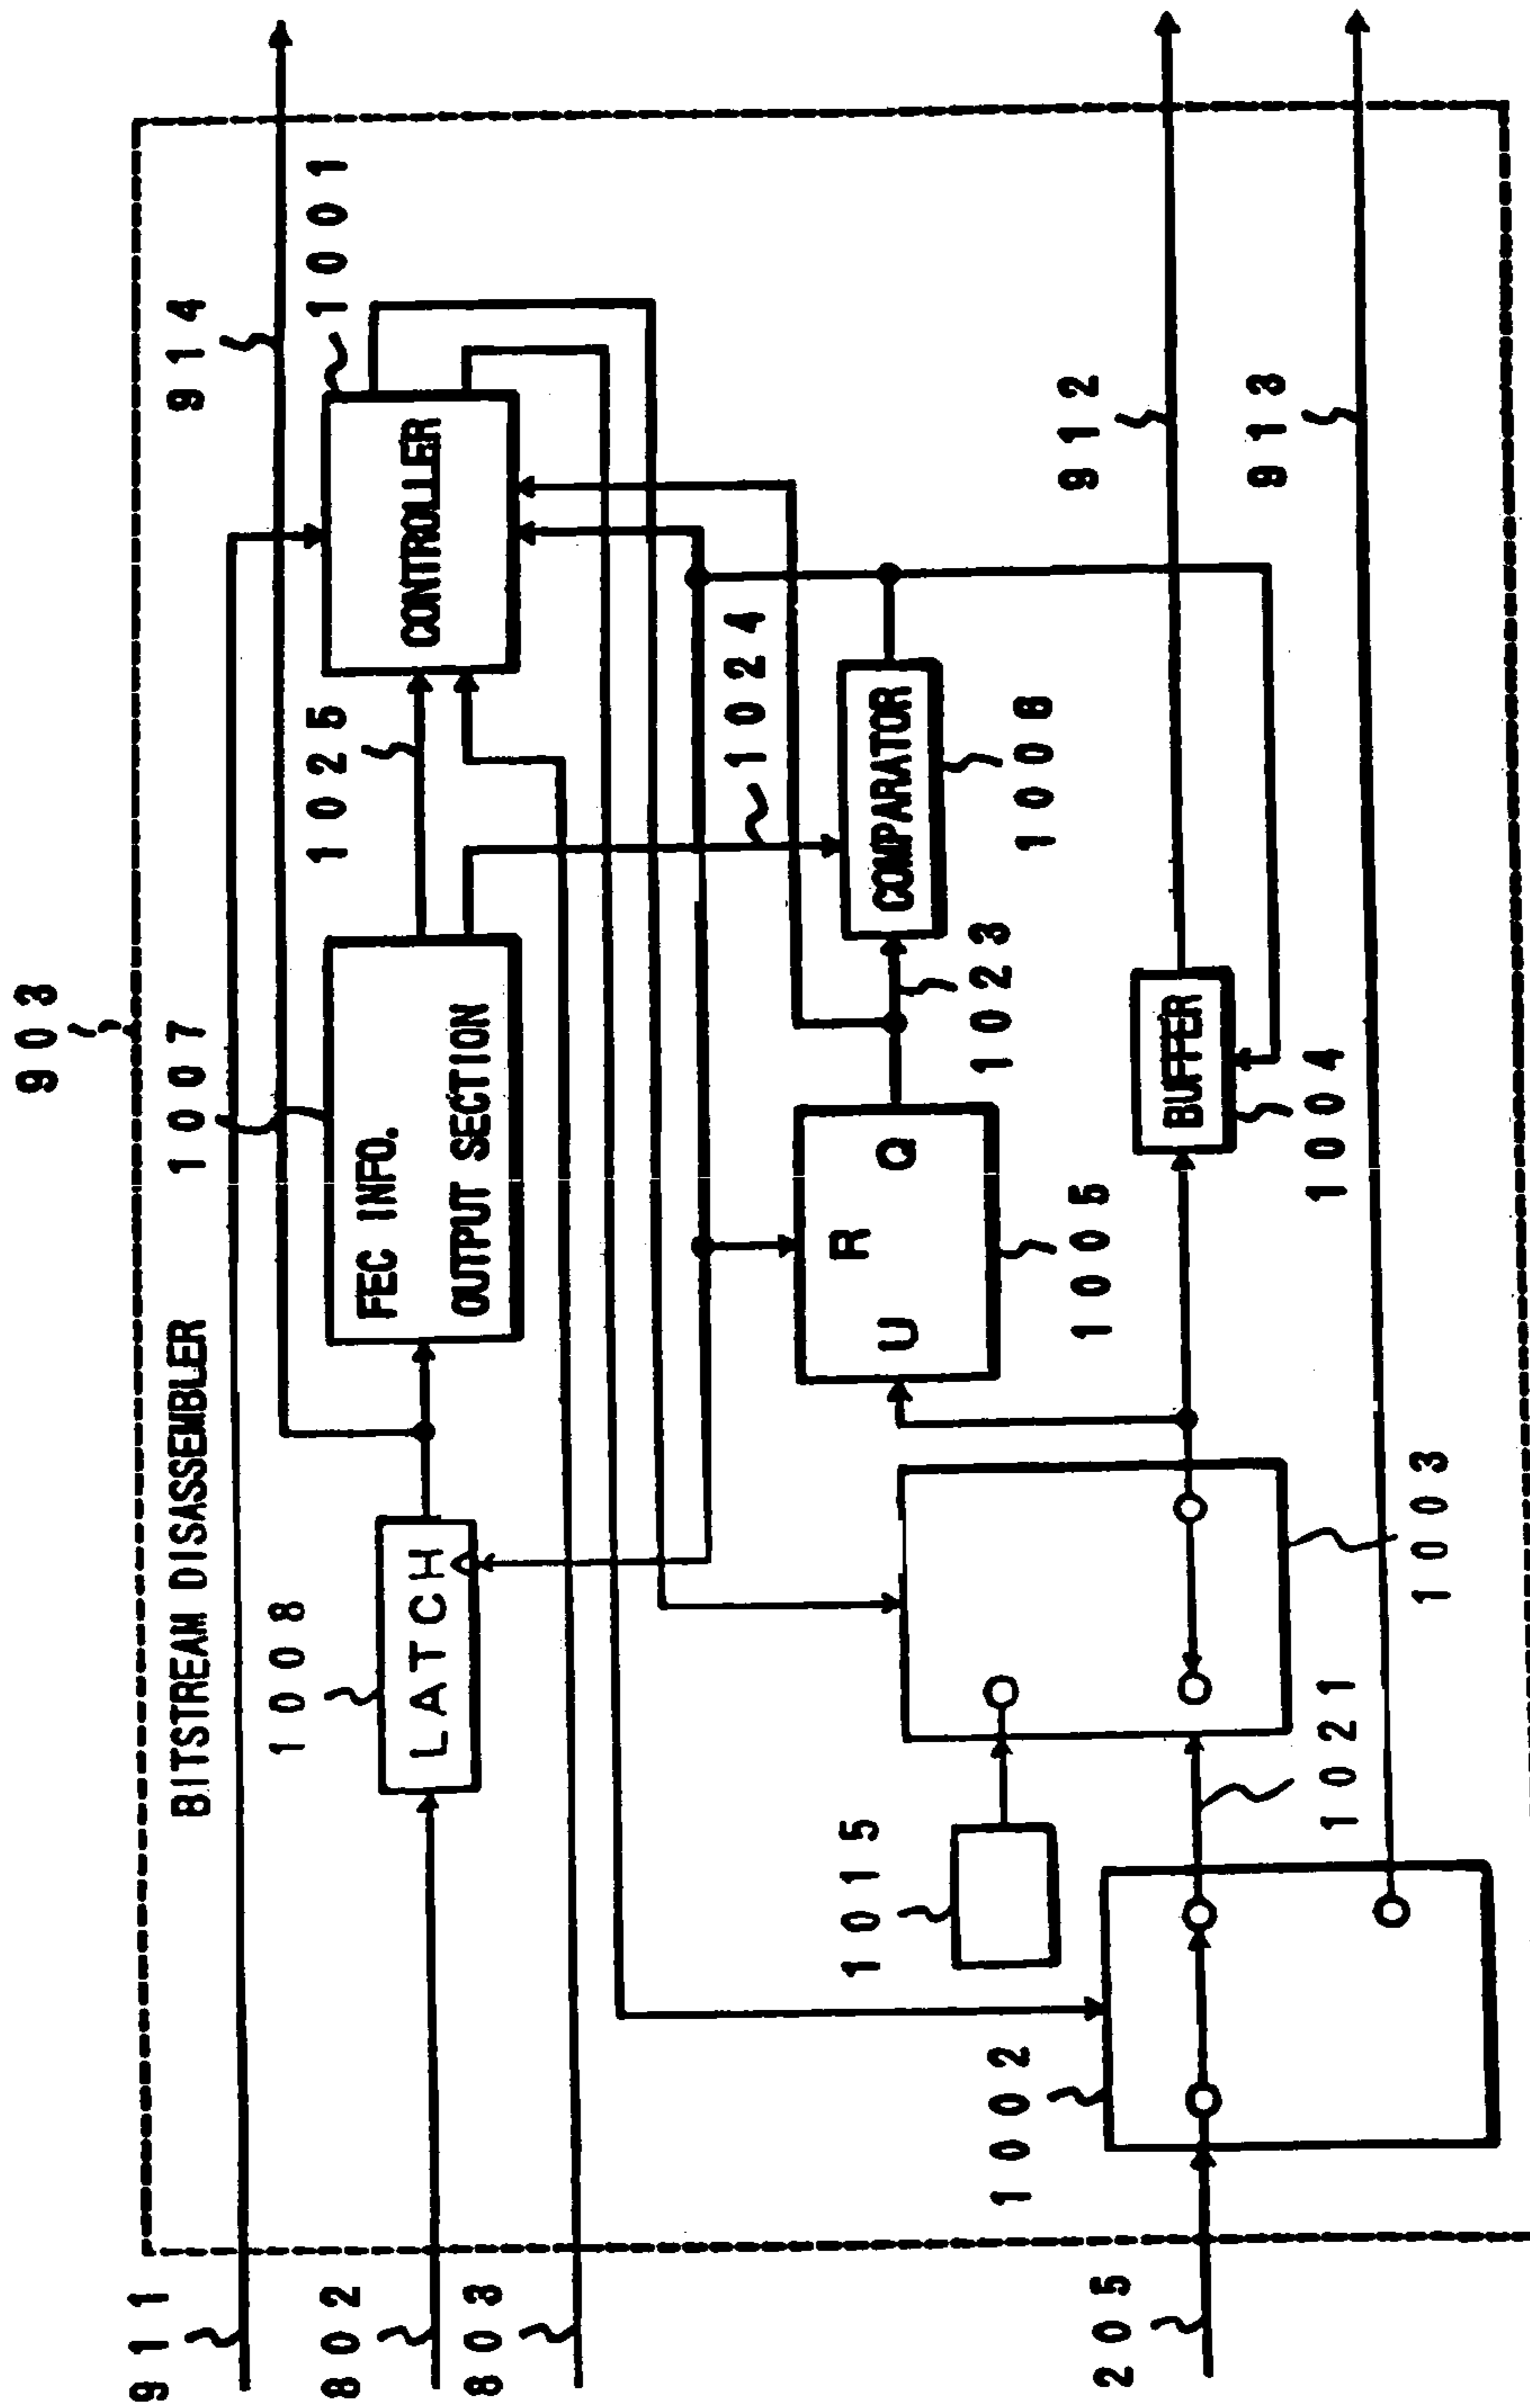 903
BITSTREAM DISASSEMBLER
911
1007
914
802
1008
LATCH
FEC INFO.
OUTPUT SECTION
1025
CONTROLLER
1001
803
1024
1015
U R Q
1005
1023
COMPARATOR
1006
205
1002
1021
1003
BUFFER
1004
912
913